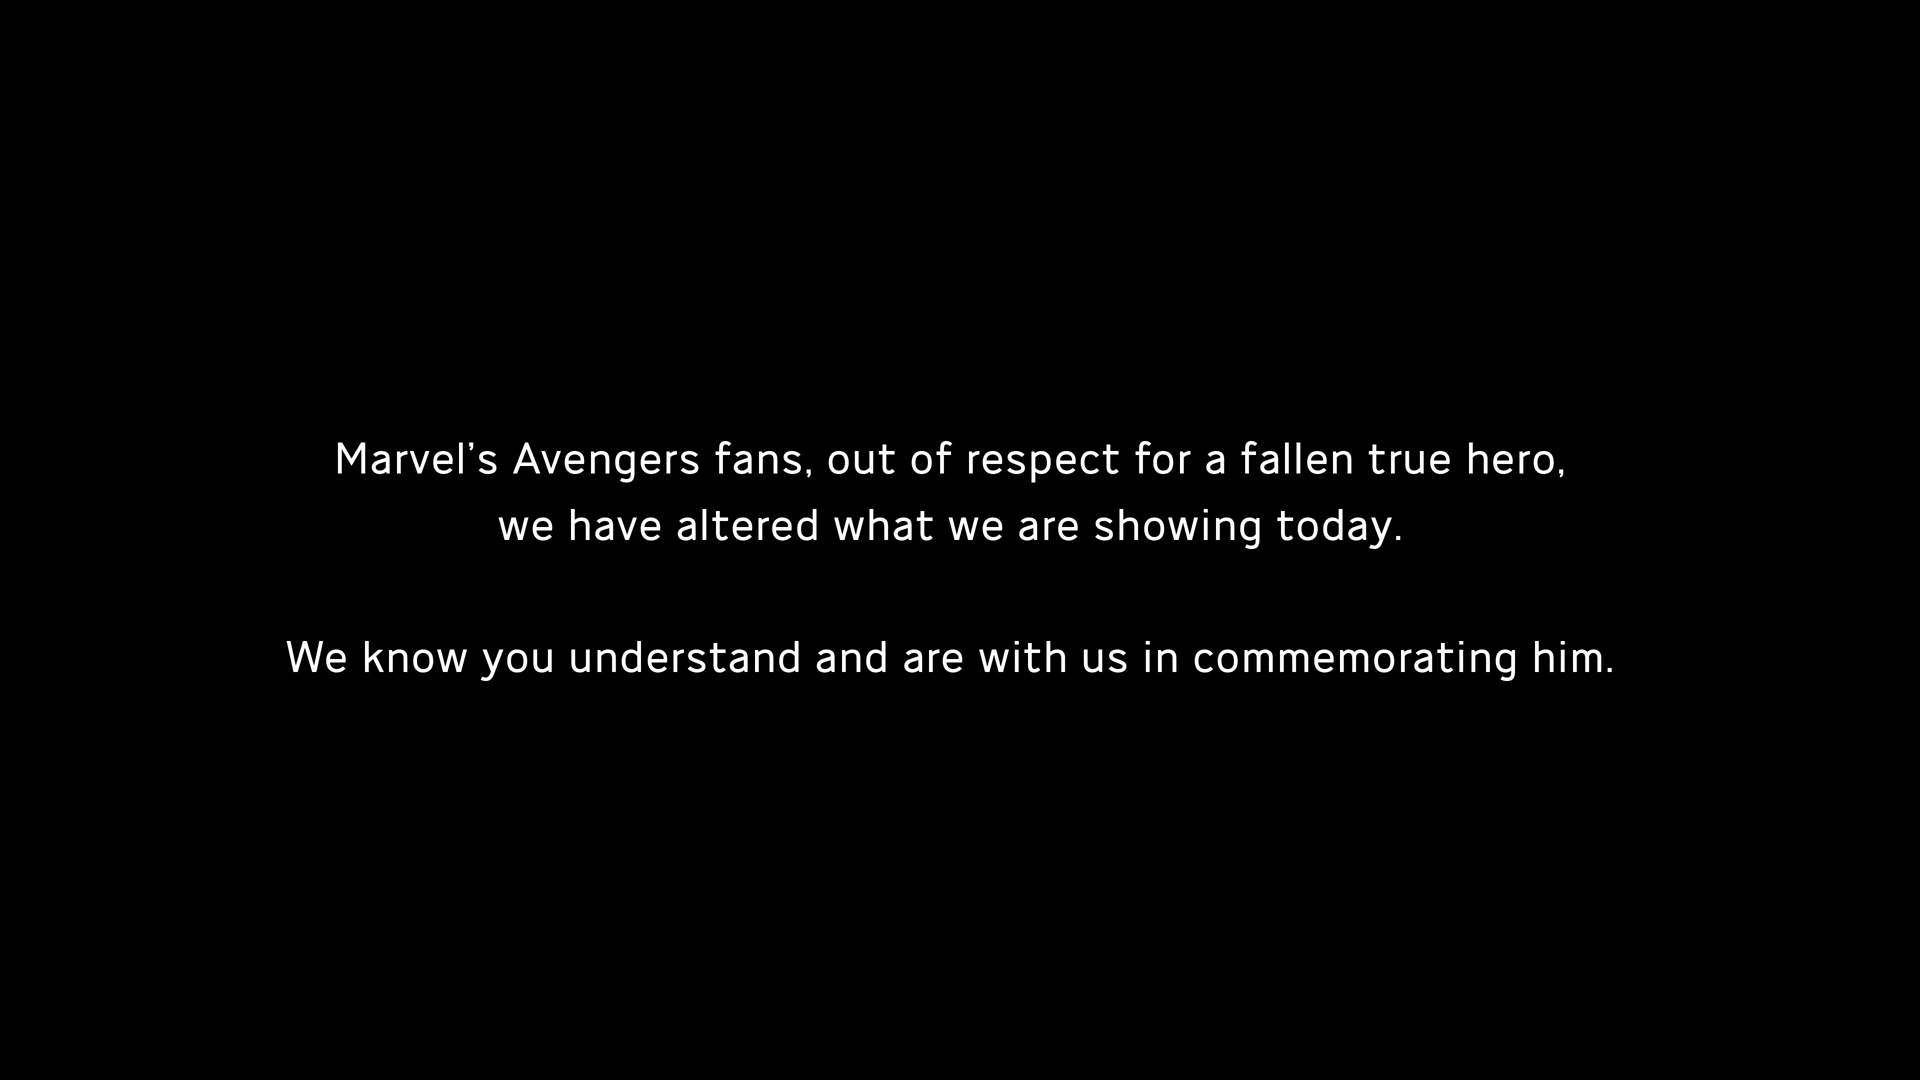 Marvel’s Avengers fans, out of respect for a fallen true hero,
we have altered what we are showing today.
We know you understand and are with us in commemorating him.